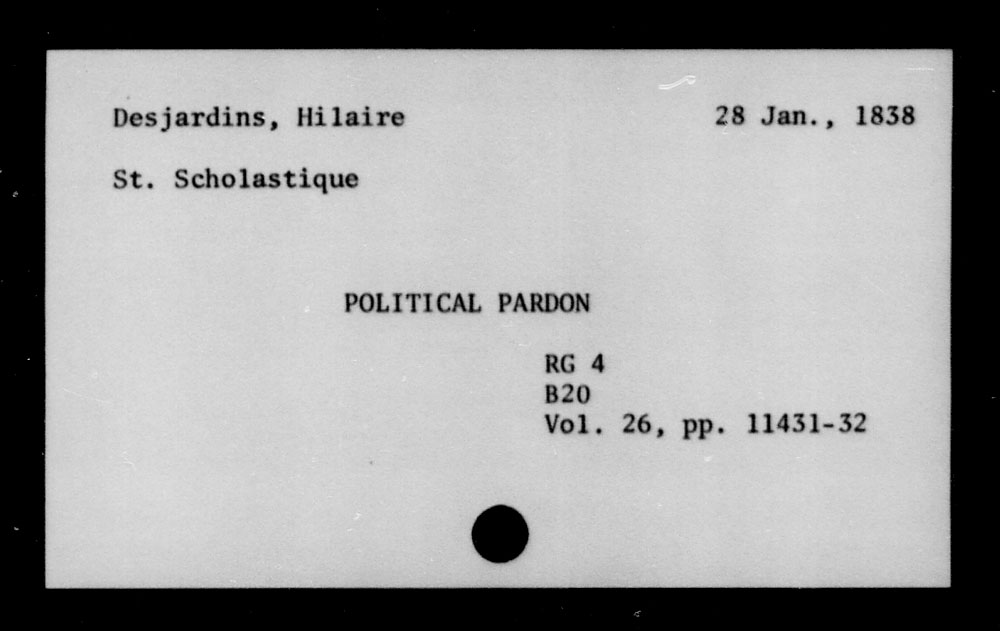 Desjardins, Hilaire 28 Jan., 1838
St. Scholastique
POLITICAL PARDON
RG 4
B20
Vol. 26, pp. 11431-32